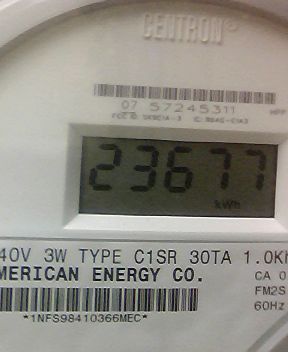 CENTRON®
07 57245311
23677
kWh
40V 3W TYPE C1SR 30TA 1.0Kh
MERICAN ENERGY CO.
CA 0
FM2S
60Hz
*1NFS98410366MEC*